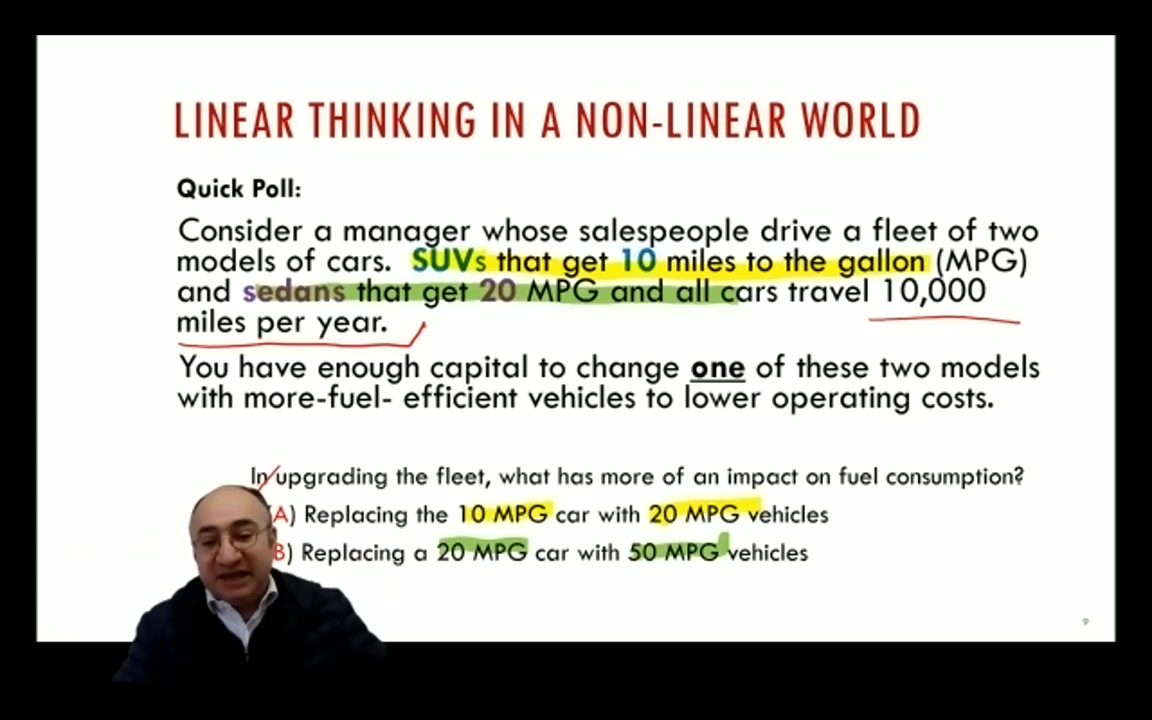 LINEAR THINKING IN A NON-LINEAR WORLD
Quick Poll:
Consider a manager whose salespeople drive a fleet of two
models of cars. SUVs that get 10 miles to the gallon (MPG)
and sedans that get 20 MPG and all cars travel 10,000
miles per year.
You have enough capital to change one of these two models
with more-fuel- efficient vehicles to lower operating costs.
In upgrading the fleet, what has more of an impact on fuel consumption?
A) Replacing the 10 MPG car with 20 MPG vehicles
B) Replacing a 20 MPG car with 50 MPG vehicles
9